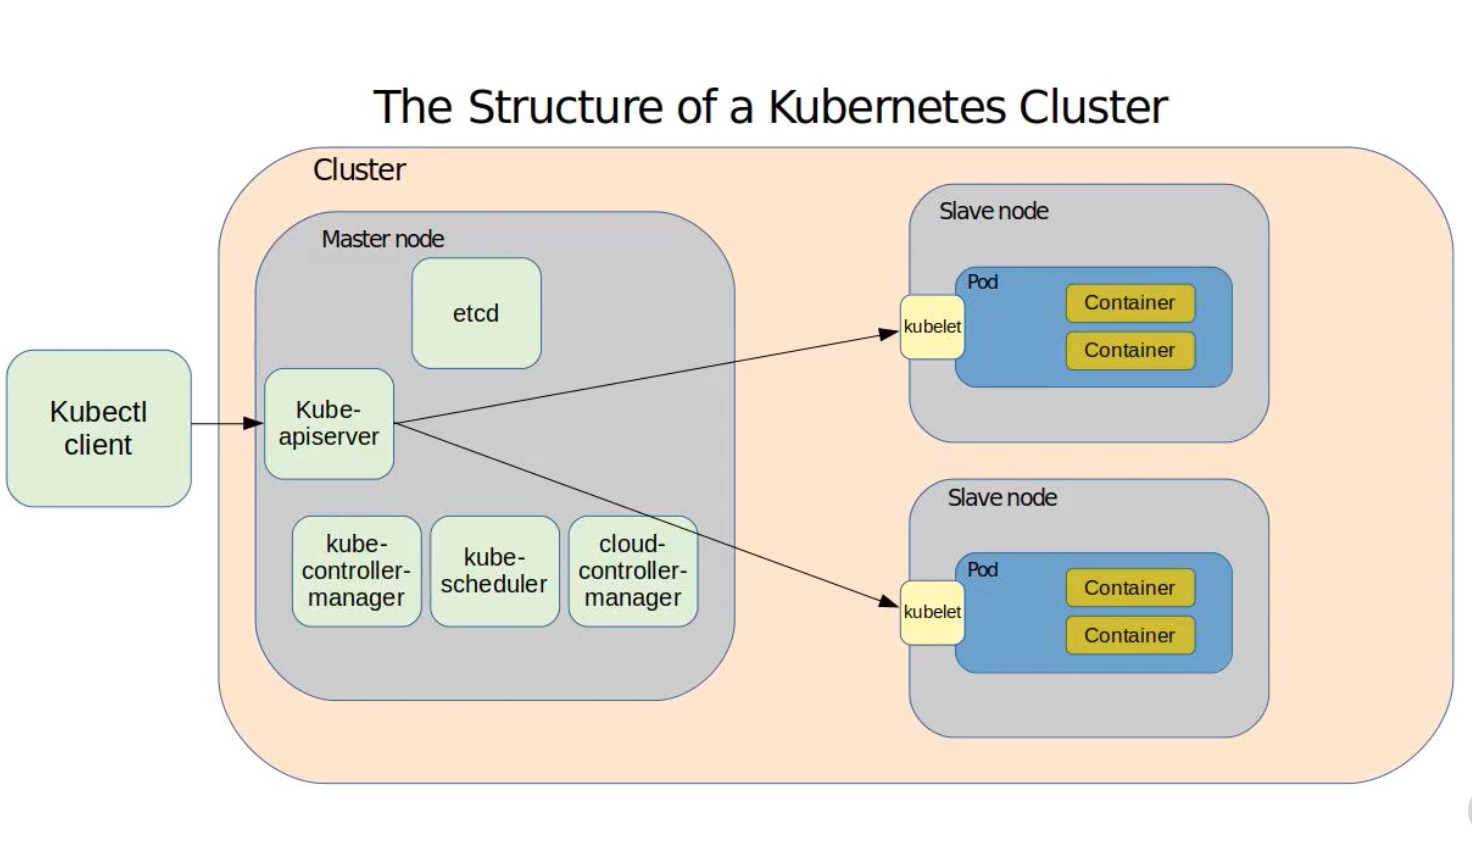 The Structure of a Kubernetes Cluster
Cluster
Master node
etcd
Kubectl
client
Kube-
apiserver
kube-
controller-
manager
kube-
scheduler
cloud-
controller-
manager
Slave node
Pod
kubelet
Container
Container
Slave node
Pod
kubelet
Container
Container